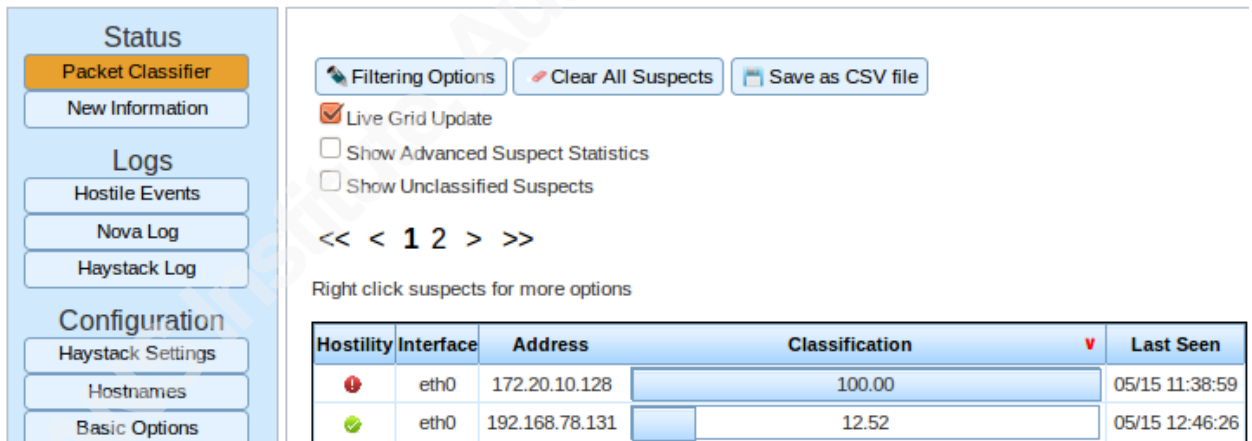 Status
Packet Classifier
New Information
Logs
Hostile Events
Nova Log
Haystack Log
Configuration
Haystack Settings
Hostnames
Basic Options
Filtering Options
Clear All Suspects
Save as CSV file
Live Grid Update
Show Advanced Suspect Statistics
Show Unclassified Suspects
<< < 1 2 > >>
Right click suspects for more options
Hostility Interface Address Classification Last Seen
eth0 172.20.10.128 100.00 05/15 11:38:59
eth0 192.168.78.131 12.52 05/15 12:46:26